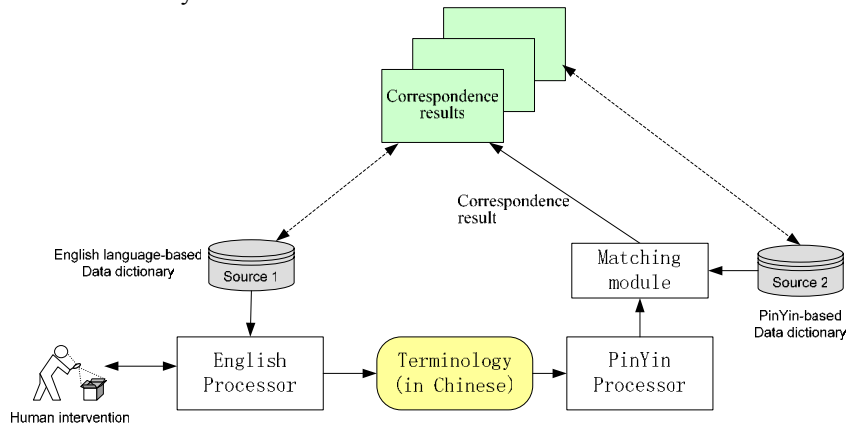 Correspondence
results
Correspondence
result
English language-based
Data dictionary
Source 1
Matching
module
Source 2
PinYin-based
Data dictionary
English
Processor
Terminology
(in Chinese)
PinYin
Processor
Human intervention